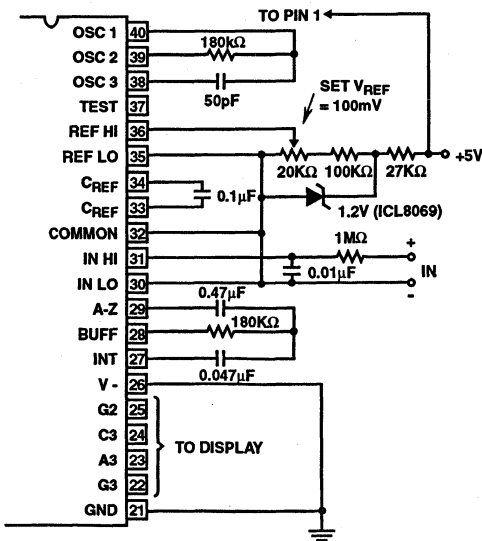 TO PIN 1
OSC 1 40
180kΩ
OSC 2 39
OSC 3 38
50pF
SET VREF
= 100mV
TEST 37
REF HI 36
REF LO 35
+5V
20KΩ 100KΩ 27KΩ
CREF 34
0.1µF
1.2V (ICL8069)
CREF 33
COMMON 32
1MΩ
+
IN HI 31
0.01µF IN
IN LO 30
-
0.47µF
A-Z 29
BUFF 28 180KΩ
INT 27
0.047µF
V - 26
G2 25
C3 24
TO DISPLAY
A3 23
G3 22
GND 21